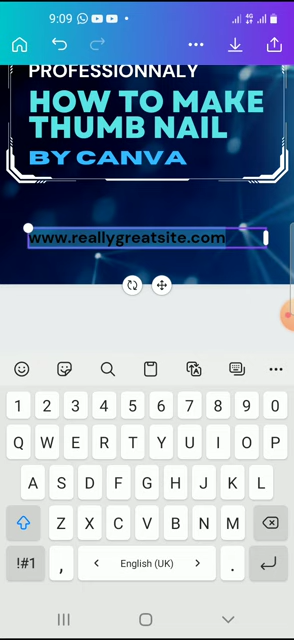 9:09
4G
PROFESSIONNALY
HOW TO MAKE
THUMB NAIL
BY CANVA
www.reallygreatsite.com
1 2 3 4 5 6 7 8 9 0
Q W E R T Y U I O P
A S D F G H J K L
Z X C V B N M
!#1 , < English (UK) > .